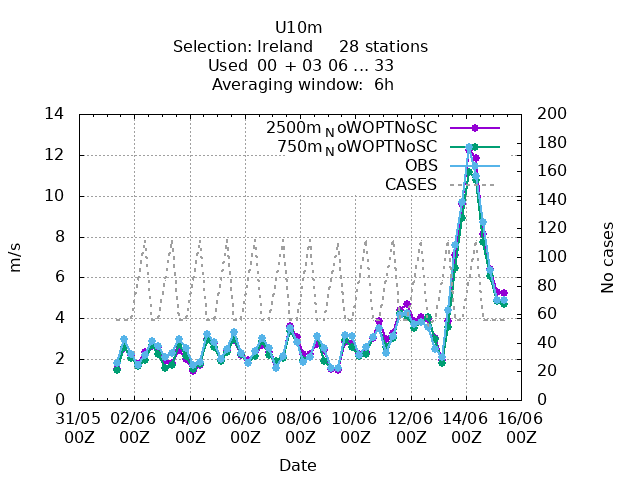 U10m
Selection: Ireland 28 stations
Used 00 + 03 06 ... 33
Averaging window: 6h
14
12
10
8
6
4
2
0
m/s
2500m_NoWOPTNoSC
750m_NoWOPTNoSC
OBS
CASES
200
180
160
140
120
100
80
60
40
20
0
No cases
31/05 02/06 04/06 06/06 08/06 10/06 12/06 14/06 16/06
00Z 00Z 00Z 00Z 00Z 00Z 00Z 00Z 00Z
Date